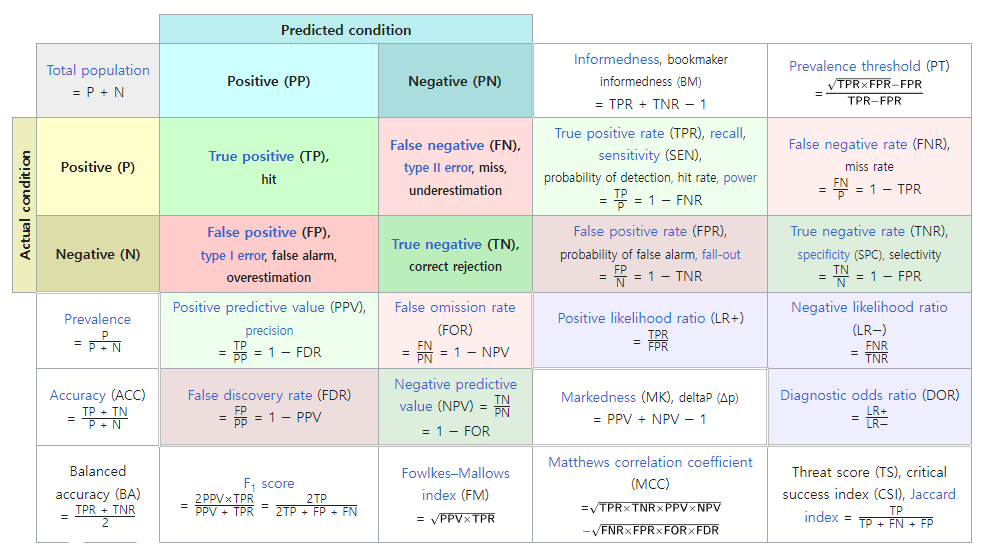 Predicted condition
Total population
= P + N
Positive (PP)
Negative (PN)
Informedness, bookmaker
informedness (BM)
= TPR + TNR − 1
Prevalence threshold (PT)
= √TPR×FPR−FPR / TPR−FPR
Actual condition
Positive (P)
True positive (TP),
hit
False negative (FN),
type II error, miss,
underestimation
True positive rate (TPR), recall,
sensitivity (SEN),
probability of detection, hit rate, power
= TP/P = 1 − FNR
False negative rate (FNR),
miss rate
= FN/P = 1 − TPR
Negative (N)
False positive (FP),
type I error, false alarm,
overestimation
True negative (TN),
correct rejection
False positive rate (FPR),
probability of false alarm, fall-out
= FP/N = 1 − TNR
True negative rate (TNR),
specificity (SPC), selectivity
= TN/N = 1 − FPR
Prevalence
= P / P + N
Positive predictive value (PPV),
precision
= TP/PP = 1 − FDR
False omission rate
(FOR)
= FN/PN = 1 − NPV
Positive likelihood ratio (LR+)
= TPR/FPR
Negative likelihood ratio
(LR−)
= FNR/TNR
Accuracy (ACC)
= TP + TN / P + N
False discovery rate (FDR)
= FP/PP = 1 − PPV
Negative predictive
value (NPV) = TN/PN
= 1 − FOR
Markedness (MK), deltaP (Δp)
= PPV + NPV − 1
Diagnostic odds ratio (DOR)
= LR+/LR−
Balanced
accuracy (BA)
= TPR + TNR / 2
F₁ score
= 2PPV×TPR / PPV + TPR = 2TP / 2TP + FP + FN
Fowlkes–Mallows
index (FM)
= √PPV×TPR
Matthews correlation coefficient
(MCC)
=√TPR×TNR×PPV×NPV
−√FNR×FPR×FOR×FDR
Threat score (TS), critical
success index (CSI), Jaccard
index = TP / TP + FN + FP